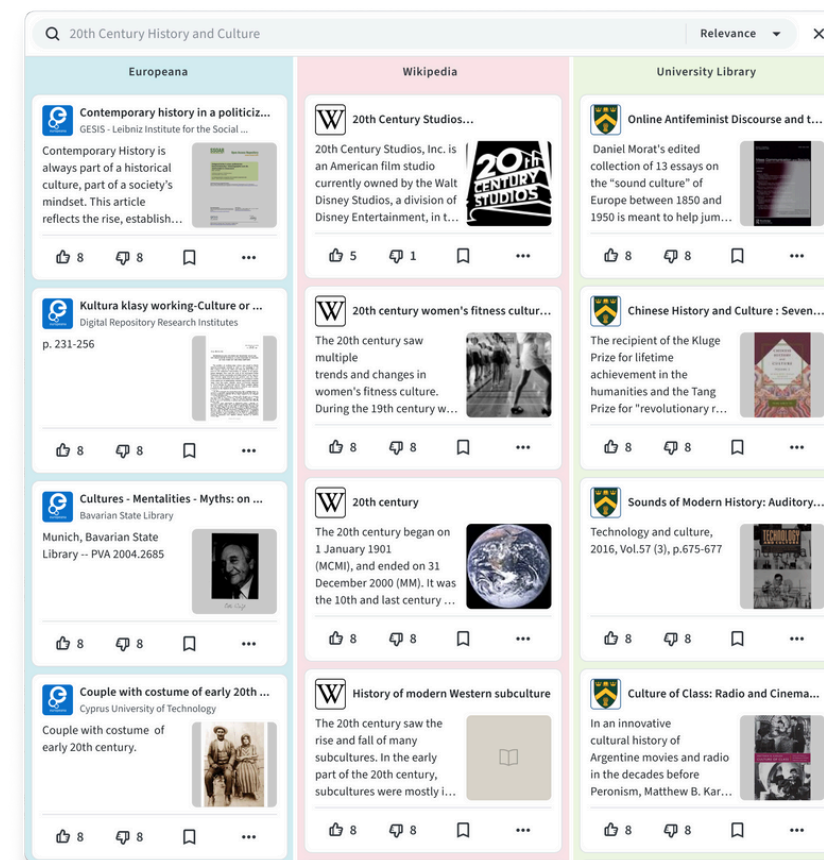 20th Century History and Culture
Relevance
Europeana
Contemporary history in a politiciz...
GESIS - Leibniz Institute for the Social ...
Contemporary History is
always part of a historical
culture, part of a society's
mindset. This article
reflects the rise, establish...
8
8
Kultura klasy working-Culture or ...
Digital Repository Research Institutes
p. 231-256
8
8
Cultures - Mentalities - Myths: on ...
Bavarian State Library
Munich, Bavarian State
Library -- PVA 2004.2685
8
8
Couple with costume of early 20th ...
Cyprus University of Technology
Couple with costume of
early 20th century.
8
8
Wikipedia
W
20th Century Studios...
20th Century Studios, Inc. is
an American film studio
currently owned by the Walt
Disney Studios, a division of
Disney Entertainment, in t...
20th
CENTURY
STUDIOS
5
1
W
20th century women's fitness cultur...
The 20th century saw
multiple
trends and changes in
women's fitness culture.
During the 19th century w...
8
8
W
20th century
The 20th century began on
1 January 1901
(MCMI), and ended on 31
December 2000 (MM). It was
the 10th and last century ...
8
8
W
History of modern Western subculture
The 20th century saw the
rise and fall of many
subcultures. In the early
part of the 20th century,
subcultures were mostly i...
8
8
University Library
Online Antifeminist Discourse and t...
Daniel Morat's edited
collection of 13 essays on
the “sound culture” of
Europe between 1850 and
1950 is meant to help jum...
8
8
Chinese History and Culture : Seven...
The recipient of the Kluge
Prize for lifetime
achievement in the
humanities and the Tang
Prize for "revolutionary r...
8
8
Sounds of Modern History: Auditory...
Technology and culture,
2016, Vol.57 (3), p.675-677
TECHNOLOGY
8
8
Culture of Class: Radio and Cinema...
In an innovative
cultural history of
Argentine movies and radio
in the decades before
Peronism, Matthew B. Kar...
8
8